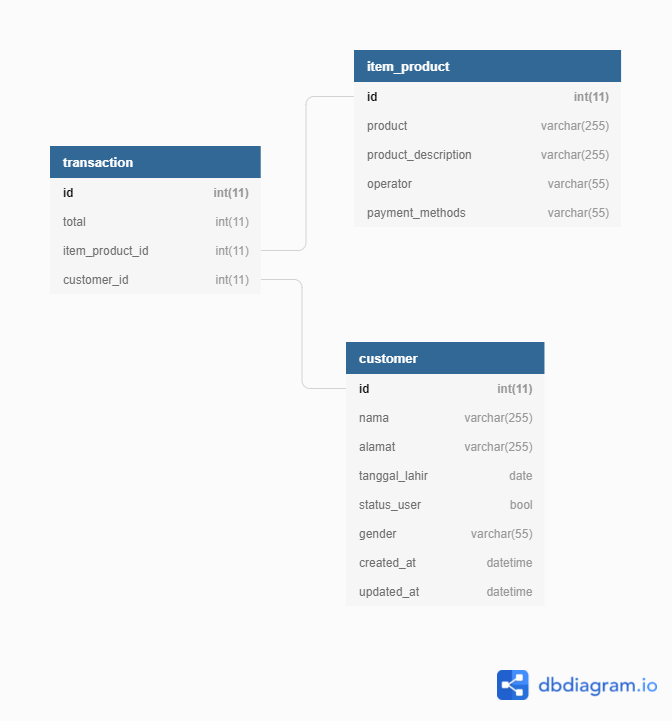 item_product
id int(11)
product varchar(255)
product_description varchar(255)
operator varchar(55)
payment_methods varchar(55)
transaction
id int(11)
total int(11)
item_product_id int(11)
customer_id int(11)
customer
id int(11)
nama varchar(255)
alamat varchar(255)
tanggal_lahir date
status_user bool
gender varchar(55)
created_at datetime
updated_at datetime
dbdiagram.io